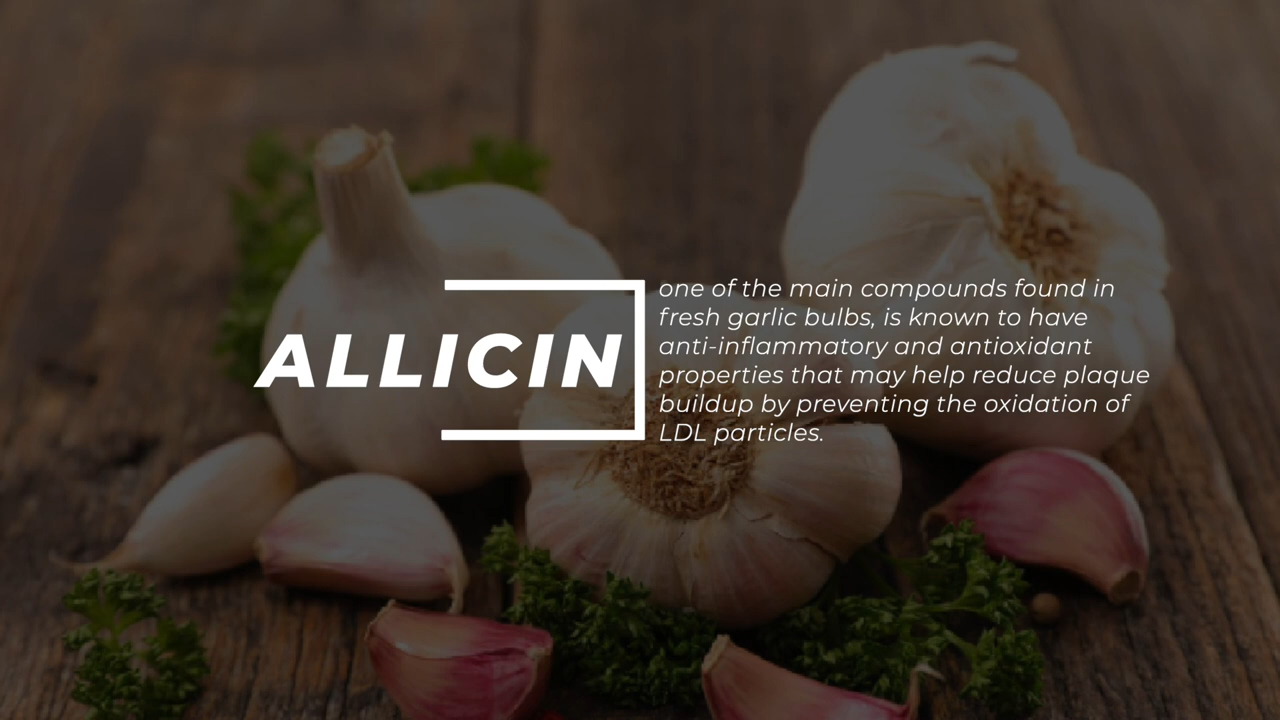 ALLICIN
one of the main compounds found in
fresh garlic bulbs, is known to have
anti-inflammatory and antioxidant
properties that may help reduce plaque
buildup by preventing the oxidation of
LDL particles.